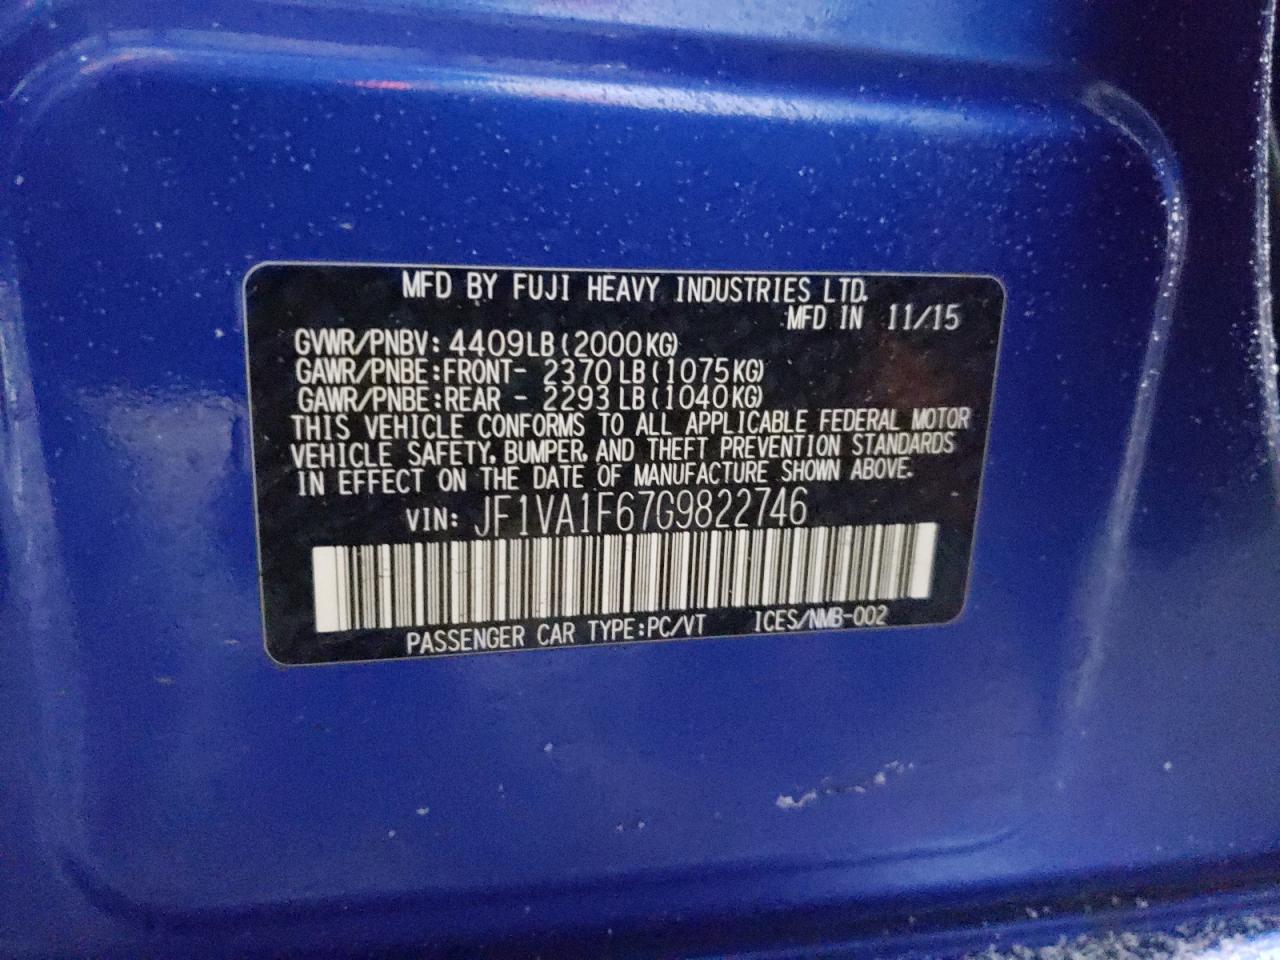 MFD BY FUJI HEAVY INDUSTRIES LTD.
MFD IN 11/15
GVWR/PNBV: 4409LB(2000KG)
GAWR/PNBE:FRONT- 2370LB(1075KG)
GAWR/PNBE:REAR - 2293LB(1040KG)
THIS VEHICLE CONFORMS TO ALL APPLICABLE FEDERAL MOTOR
VEHICLE SAFETY, BUMPER, AND THEFT PREVENTION STANDARDS
IN EFFECT ON THE DATE OF MANUFACTURE SHOWN ABOVE.
VIN: JF1VA1F67G9822746
PASSENGER CAR TYPE:PC/VT ICES/NMB-002